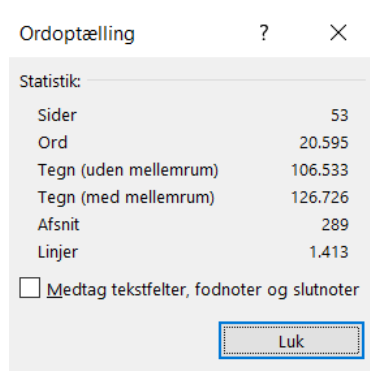 Ordoptælling ? ×
Statistik:
Sider 53
Ord 20.595
Tegn (uden mellemrum) 106.533
Tegn (med mellemrum) 126.726
Afsnit 289
Linjer 1.413
Medtag tekstfelter, fodnoter og slutnoter
Luk